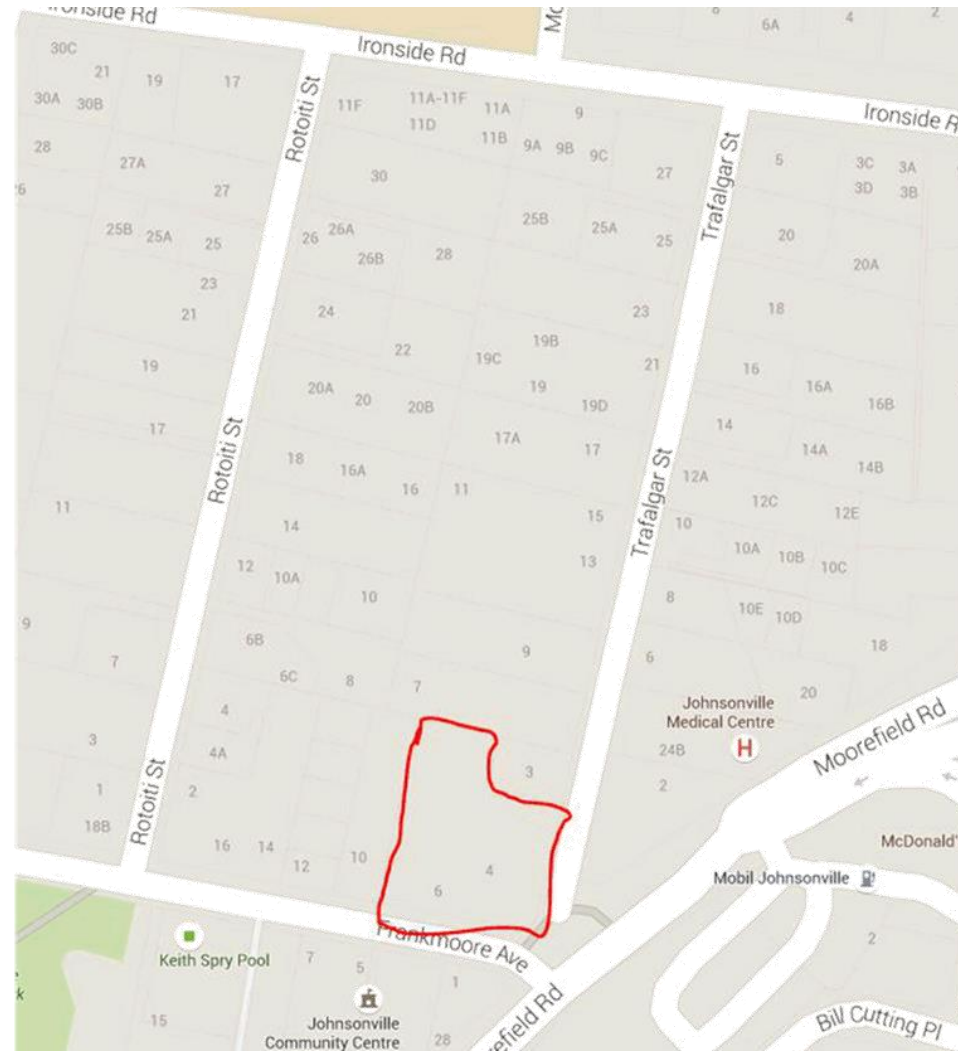 Ironside Rd
Mc
6A
4
2
30C
21
19
17
Ironside Rd
30A
30B
Rotoiti St
11F
11A-11F
11D
11A
11B
9
9A
9B
9C
27
Trafalgar St
Ironside R
5
3C
3A
3D
3B
28
27A
30
27
25B
25A
25
26
26A
26B
28
25B
25A
25
20
20A
23
21
24
22
23
18
19
19C
19B
19
21
19D
16
16A
16B
17
Rotoiti St
20A
20
20B
17A
17
14
14A
14B
18
16A
16
11
Trafalgar St
12A
12C
12E
11
14
15
10
12
10A
10
13
10A
10B
10C
9
7
6B
6C
8
7
9
8
10E
10D
18
6
20
Johnsonville
Medical Centre
H
24B
Moorefield Rd
3
4
4A
3
2
1
Rotoiti St
2
18B
16
14
12
10
6
4
McDonald'
Mobil Johnsonville
Frankmoore Ave
Keith Spry Pool
7
5
1
2
k
15
Johnsonville
Community Centre
28
efield Rd
Bill Cutting Pl